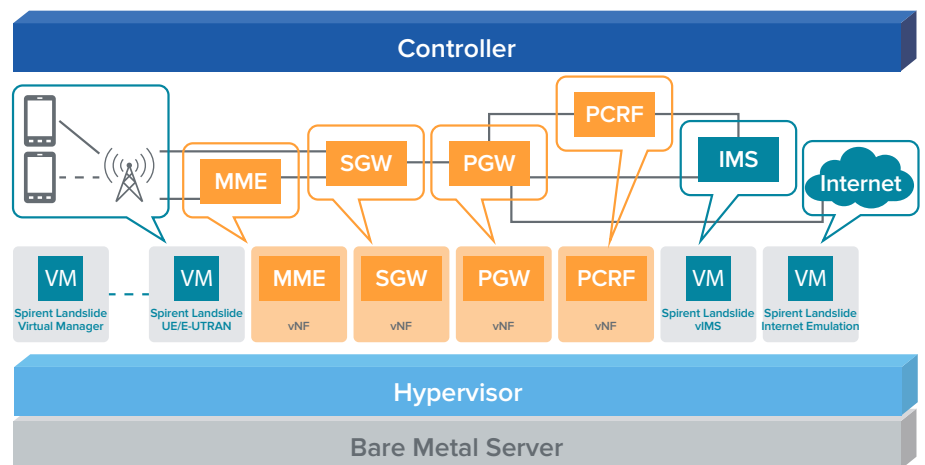 Controller
PCRF
MME
SGW
PGW
IMS
Internet
VM
Spirent Landslide
Virtual Manager
VM
Spirent Landslide
UE/E-UTRAN
MME
vNF
SGW
vNF
PGW
vNF
PCRF
vNF
VM
Spirent Landslide
vIMS
VM
Spirent Landslide
Internet Emulation
Hypervisor
Bare Metal Server